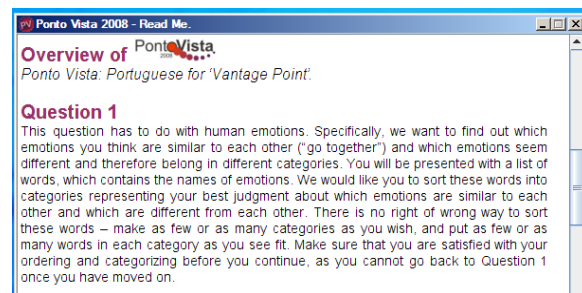 Ponto Vista 2008 - Read Me.
Overview of PontoVista 2008
Ponto Vista: Portuguese for 'Vantage Point'.
Question 1
This question has to do with human emotions. Specifically, we want to find out which
emotions you think are similar to each other ("go together") and which emotions seem
different and therefore belong in different categories. You will be presented with a list of
words, which contains the names of emotions. We would like you to sort these words into
categories representing your best judgment about which emotions are similar to each
other and which are different from each other. There is no right of wrong way to sort
these words – make as few or as many categories as you wish, and put as few or as
many words in each category as you see fit. Make sure that you are satisfied with your
ordering and categorizing before you continue, as you cannot go back to Question 1
once you have moved on.